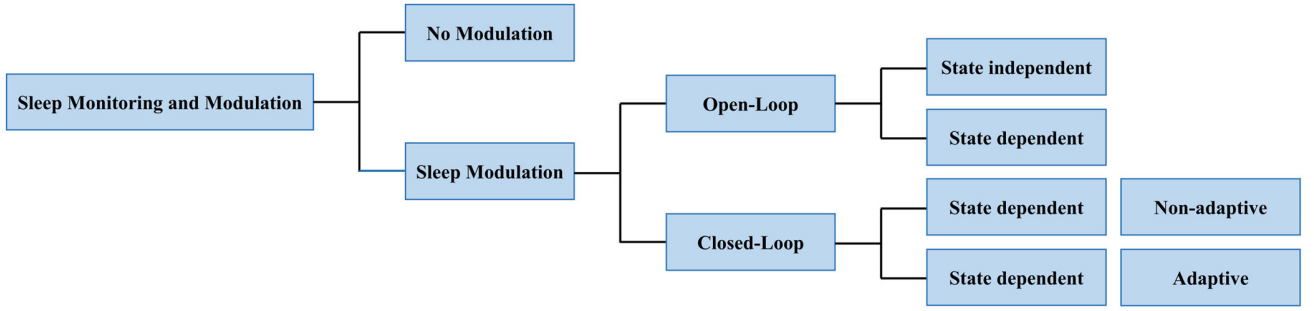 Sleep Monitoring and Modulation
No Modulation
Sleep Modulation
Open-Loop
State independent
State dependent
Closed-Loop
State dependent
Non-adaptive
State dependent
Adaptive